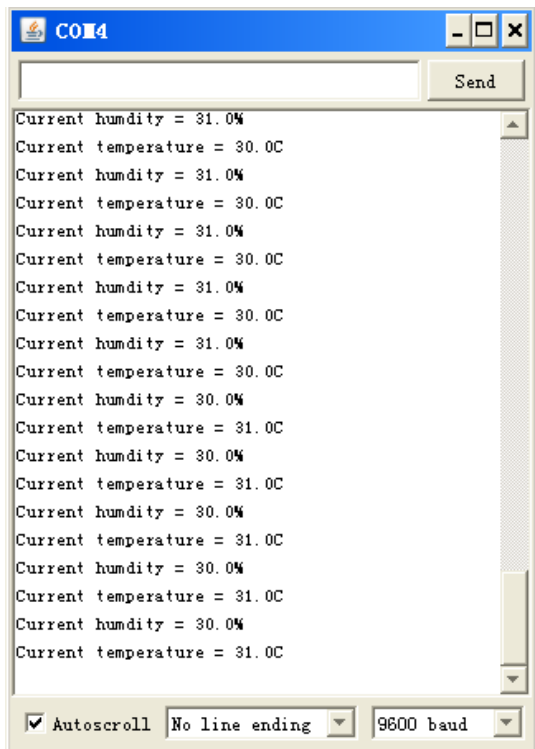 COM4
Send
Current humdity = 31.0%
Current temperature = 30.0C
Current humdity = 31.0%
Current temperature = 30.0C
Current humdity = 31.0%
Current temperature = 30.0C
Current humdity = 31.0%
Current temperature = 30.0C
Current humdity = 31.0%
Current temperature = 30.0C
Current humdity = 30.0%
Current temperature = 31.0C
Current humdity = 30.0%
Current temperature = 31.0C
Current humdity = 30.0%
Current temperature = 31.0C
Current humdity = 30.0%
Current temperature = 31.0C
Current humdity = 30.0%
Current temperature = 31.0C
Autoscroll No line ending 9600 baud